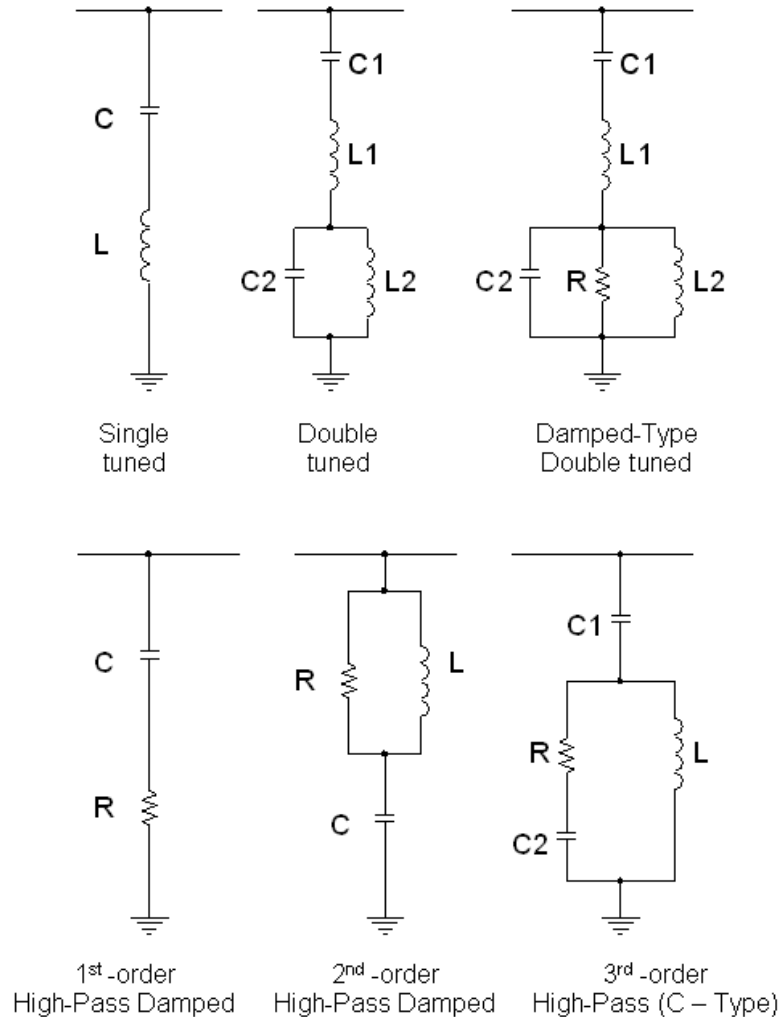 C
L
Single
tuned
C1
L1
C2
L2
Double
tuned
C1
L1
C2
R
L2
Damped-Type
Double tuned
C
R
1st -order
High-Pass Damped
R
L
C
2nd -order
High-Pass Damped
C1
R
L
C2
3rd -order
High-Pass (C – Type)